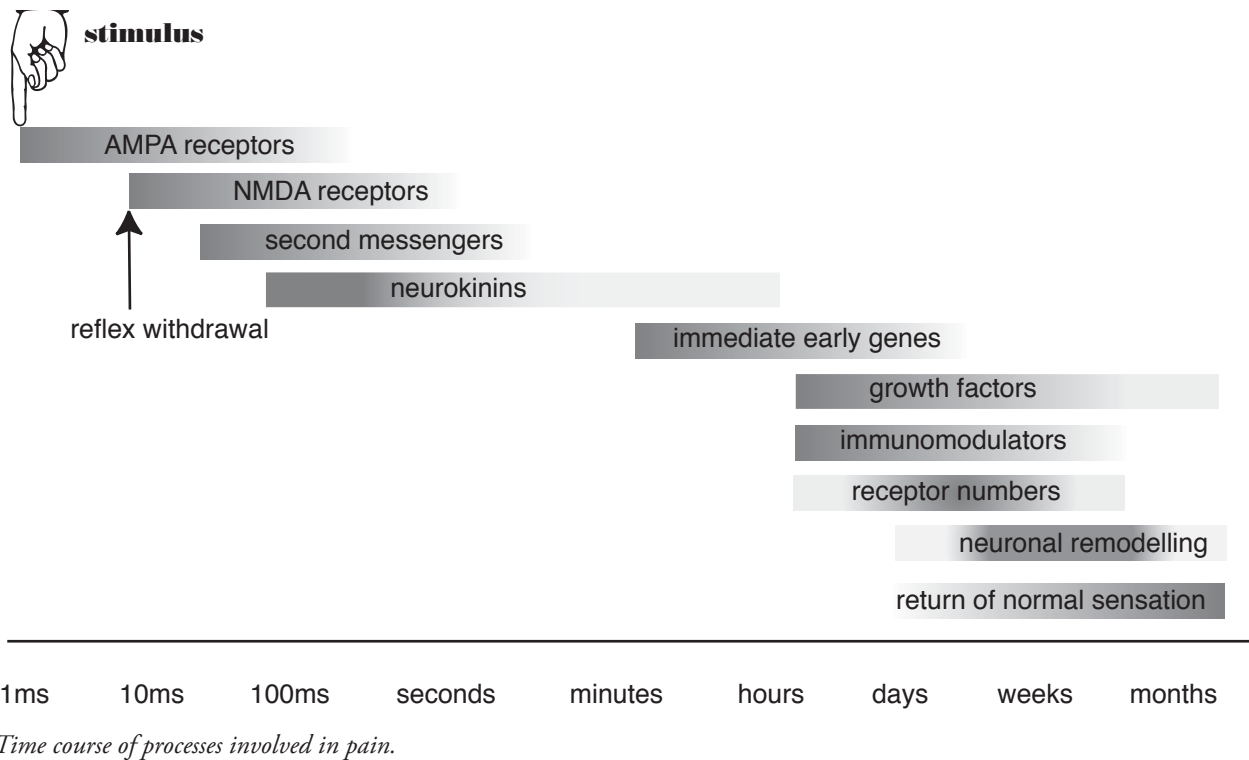 stimulus
AMPA receptors
NMDA receptors
second messengers
neurokinins
reflex withdrawal
immediate early genes
growth factors
immunomodulators
receptor numbers
neuronal remodelling
return of normal sensation
1ms 10ms 100ms seconds minutes hours days weeks months
Time course of processes involved in pain.